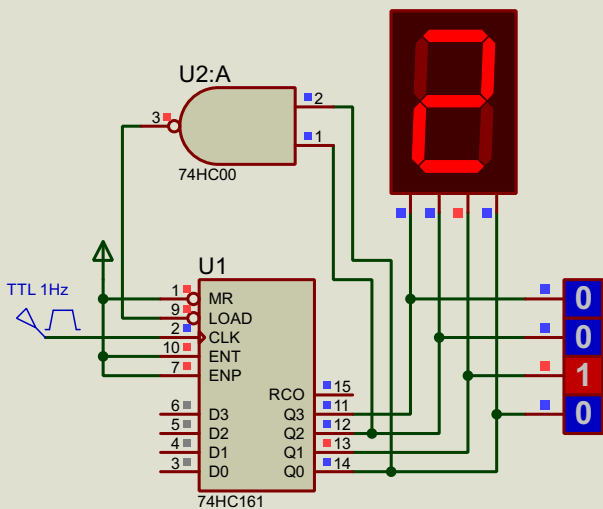 U2:A
3
2
1
74HC00
2
TTL 1Hz
U1
1 MR
9 LOAD
2 CLK
10 ENT
7 ENP
RCO 15
6 D3 Q3 11
5 D2 Q2 12
4 D1 Q1 13
3 D0 Q0 14
74HC161
0
0
1
0